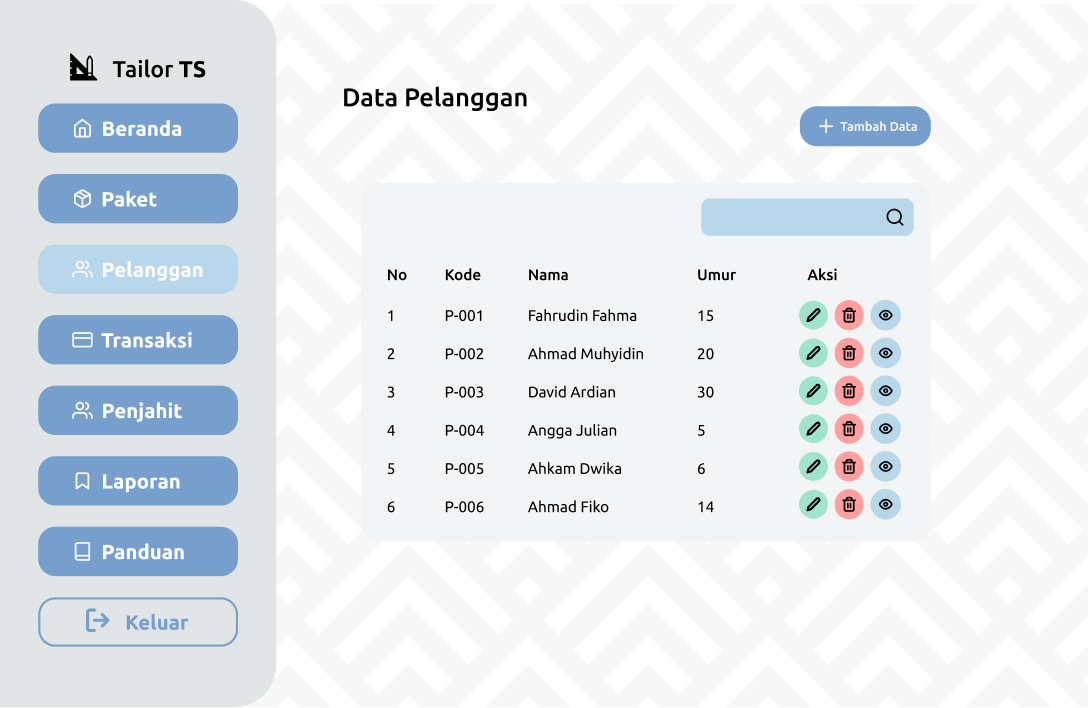 Tailor TS
Beranda
Paket
Pelanggan
Transaksi
Penjahit
Laporan
Panduan
Keluar
Data Pelanggan
Tambah Data
No Kode Nama Umur Aksi
1 P-001 Fahrudin Fahma 15
2 P-002 Ahmad Muhyidin 20
3 P-003 David Ardian 30
4 P-004 Angga Julian 5
5 P-005 Ahkam Dwika 6
6 P-006 Ahmad Fiko 14